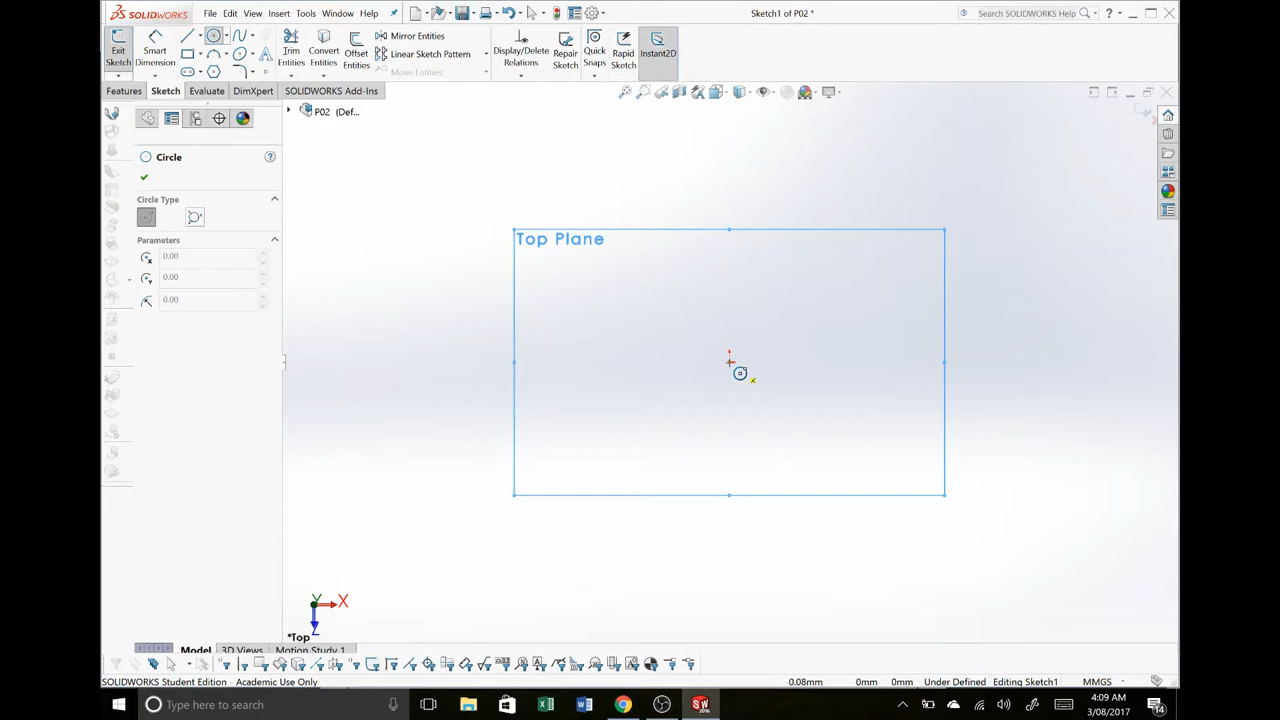 SOLIDWORKS File Edit View Insert Tools Window Help Sketch1 of P02 * Search SOLIDWORKS Help
Exit Sketch Smart Dimension Trim Entities Convert Entities Offset Entities Mirror Entities Linear Sketch Pattern Move Entities Display/Delete Relations Repair Sketch Quick Snaps Rapid Sketch Instant2D
Features Sketch Evaluate DimXpert SOLIDWORKS Add-Ins
P02 (Def...
Circle
Circle Type
Parameters
0.00
0.00
0.00
Top Plane
Y X Z
*Top
Model 3D Views Motion Study 1
SOLIDWORKS Student Edition - Academic Use Only -0.08mm 0mm 0mm Under Defined Editing Sketch1 MMGS
Type here to search 4:09 AM
3/08/2017
14